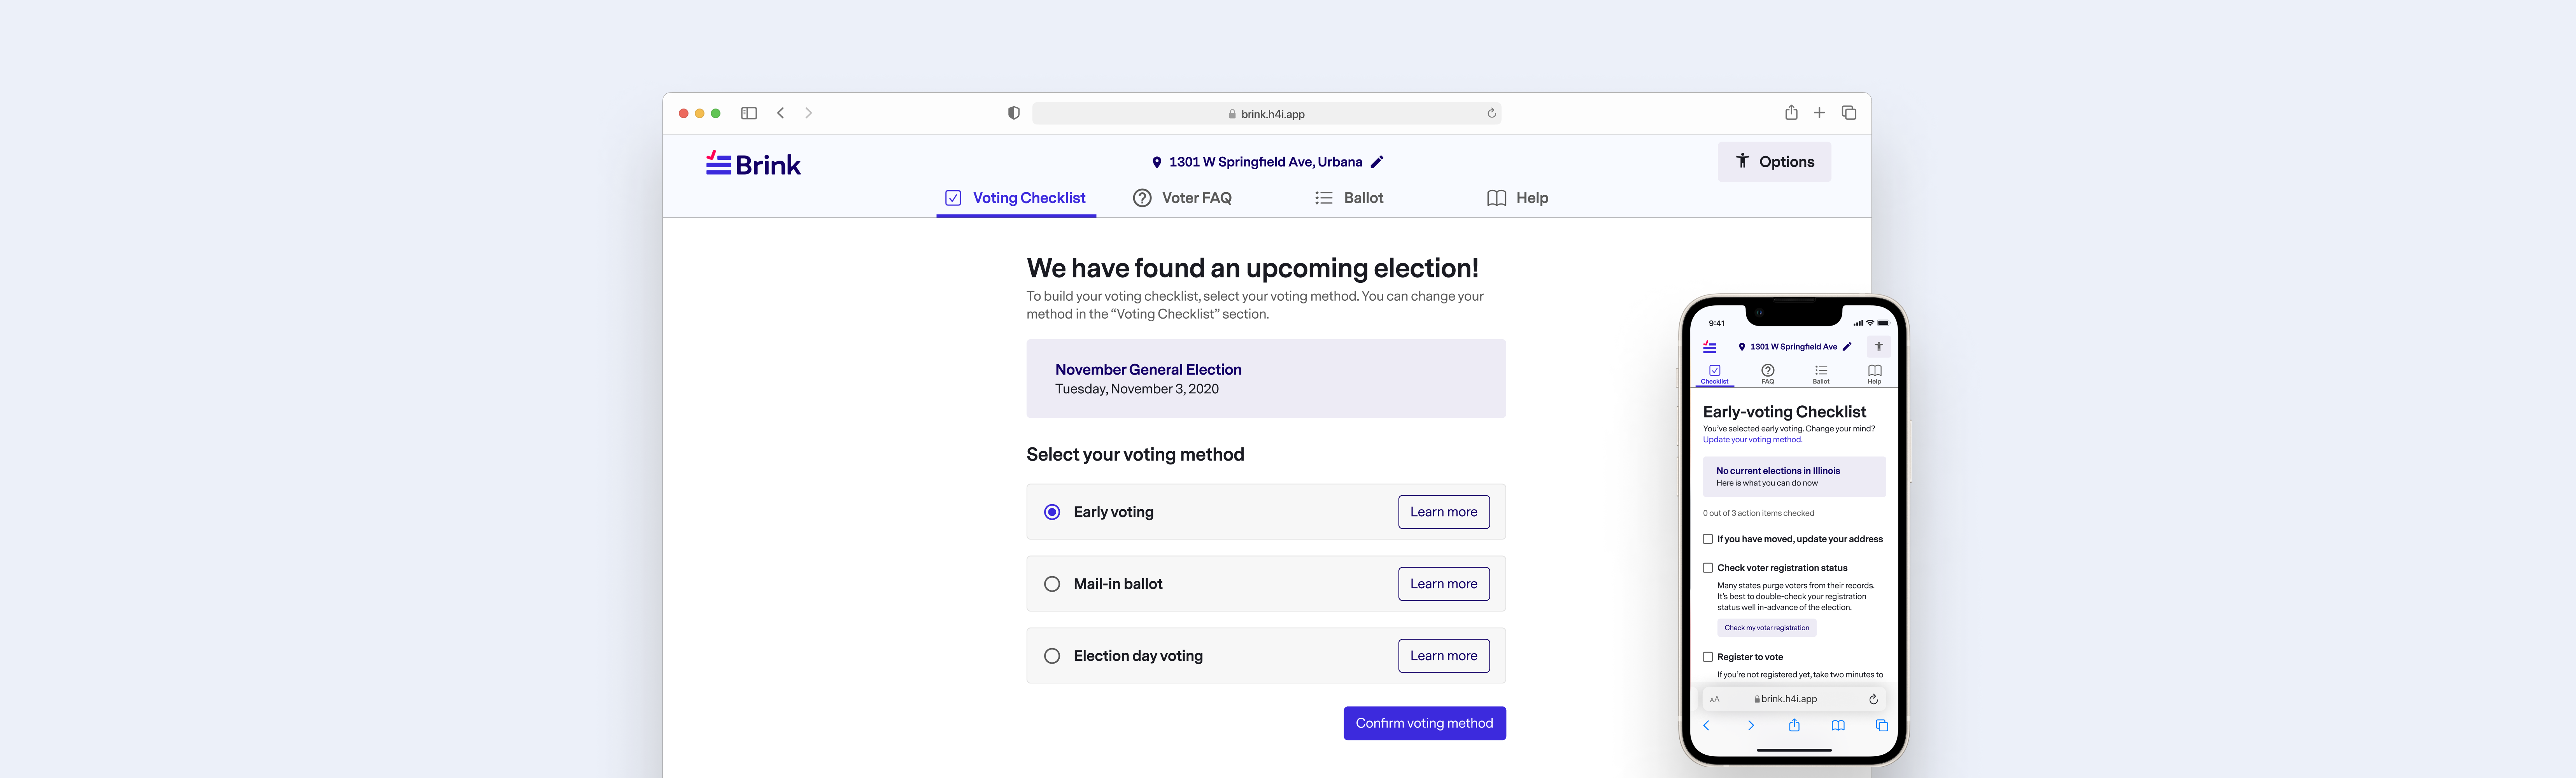 brink.h4i.app
Brink
1301 W Springfield Ave, Urbana
Options
Voting Checklist
Voter FAQ
Ballot
Help
We have found an upcoming election!
To build your voting checklist, select your voting method. You can change your
method in the “Voting Checklist” section.
November General Election
Tuesday, November 3, 2020
Select your voting method
Early voting
Learn more
Mail-in ballot
Learn more
Election day voting
Learn more
Confirm voting method
9:41
1301 W Springfield Ave
Checklist
FAQ
Ballot
Help
Early-voting Checklist
You’ve selected early voting. Change your mind?
Update your voting method.
No current elections in Illinois
Here is what you can do now
0 out of 3 action items checked
If you have moved, update your address
Check voter registration status
Many states purge voters from their records.
It’s best to double-check your registration
status well in-advance of the election.
Check my voter registration
Register to vote
If you’re not registered yet, take two minutes to
AA
brink.h4i.app